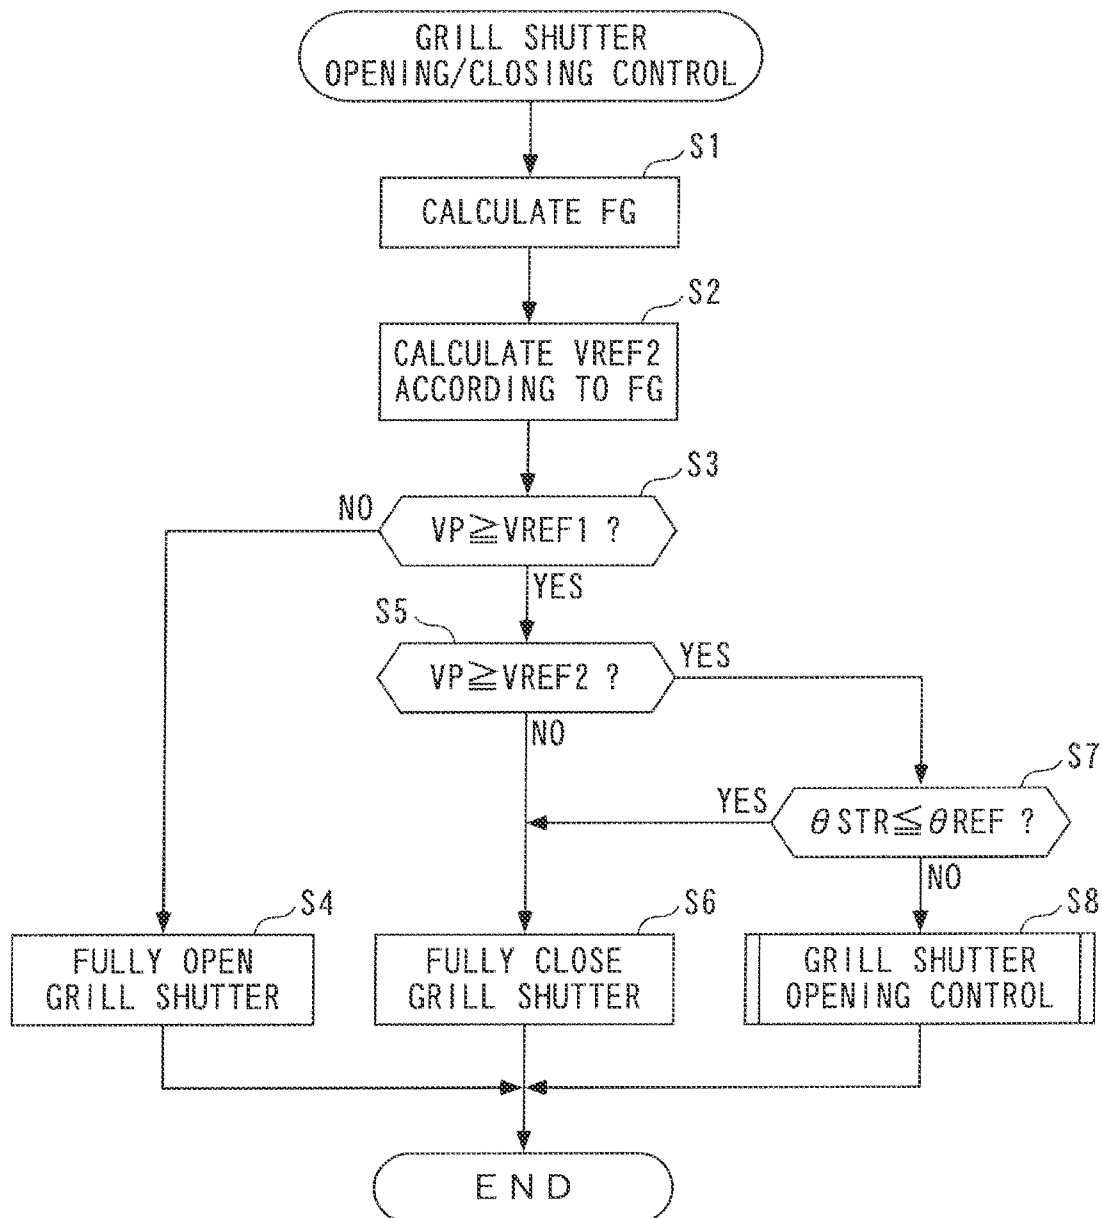 GRILL SHUTTER
OPENING/CLOSING CONTROL
S1
CALCULATE FG
S2
CALCULATE VREF2
ACCORDING TO FG
S3
NO
VP≧VREF1 ?
YES
S5
VP≧VREF2 ?
YES
NO
S7
YES
θSTR≦θREF ?
NO
S4
FULLY OPEN
GRILL SHUTTER
S6
FULLY CLOSE
GRILL SHUTTER
S8
GRILL SHUTTER
OPENING CONTROL
END